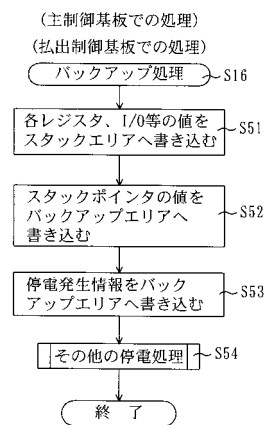 (主制御基板での処理)
(払出制御基板での処理)
バックアップ処理
S16
各レジスタ、I/O等の値を
スタックエリアへ書き込む
S51
スタックポインタの値を
バックアップエリアへ
書き込む
S52
停電発生情報をバック
アップエリアへ書き込む
S53
その他の停電処理
S54
終 了